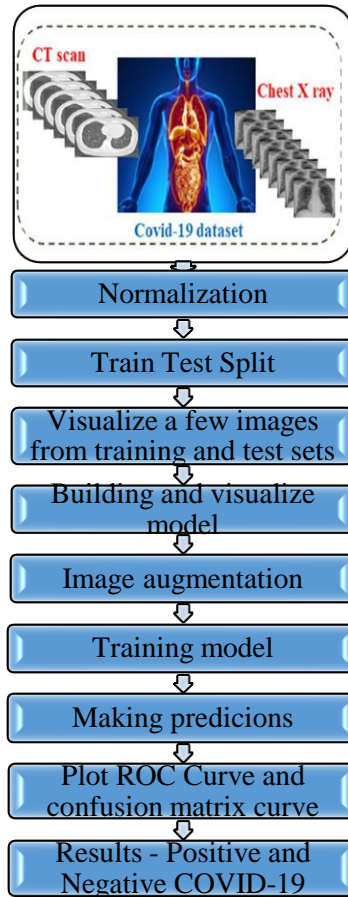 CT scan
Chest X ray
Covid-19 dataset
Normalization
Train Test Split
Visualize a few images
from training and test sets
Building and visualize
model
Image augmentation
Training model
Making predicions
Plot ROC Curve and
confusion matrix curve
Results - Positive and
Negative COVID-19